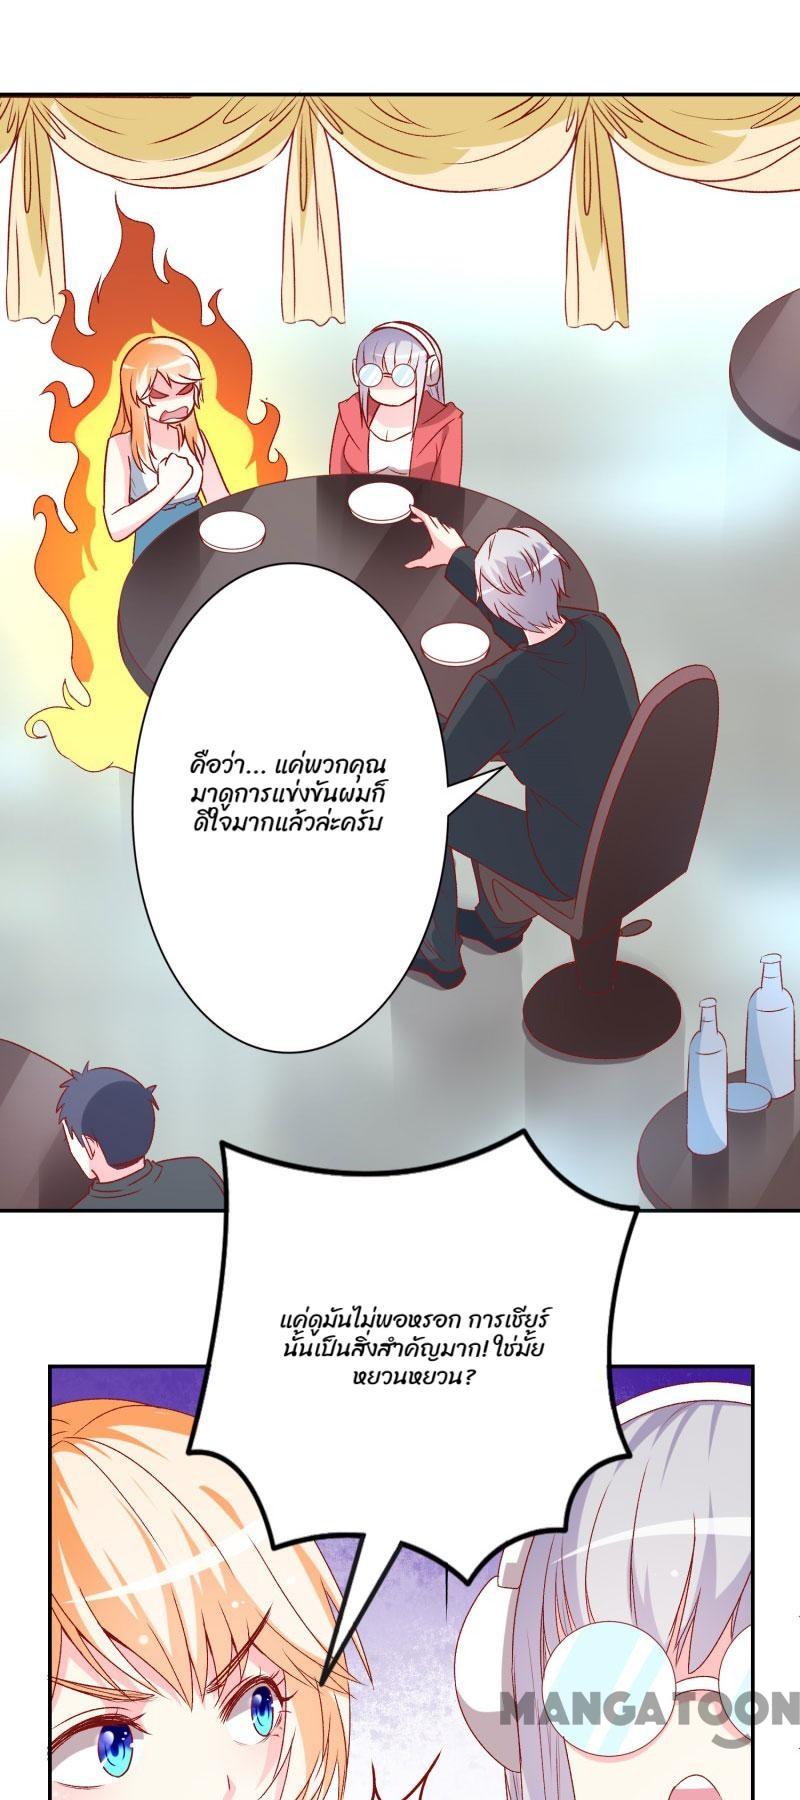 คือว่า... แค่พวกคุณ
มาดูการแข่งขันผมก็
ดีใจมากแล้วล่ะครับ
แค่ดูมันไม่พอหรอก การเชียร์
นั้นเป็นสิ่งสำคัญมาก! ใช่มั้ย
หยวนหยวน?
MANGATOON